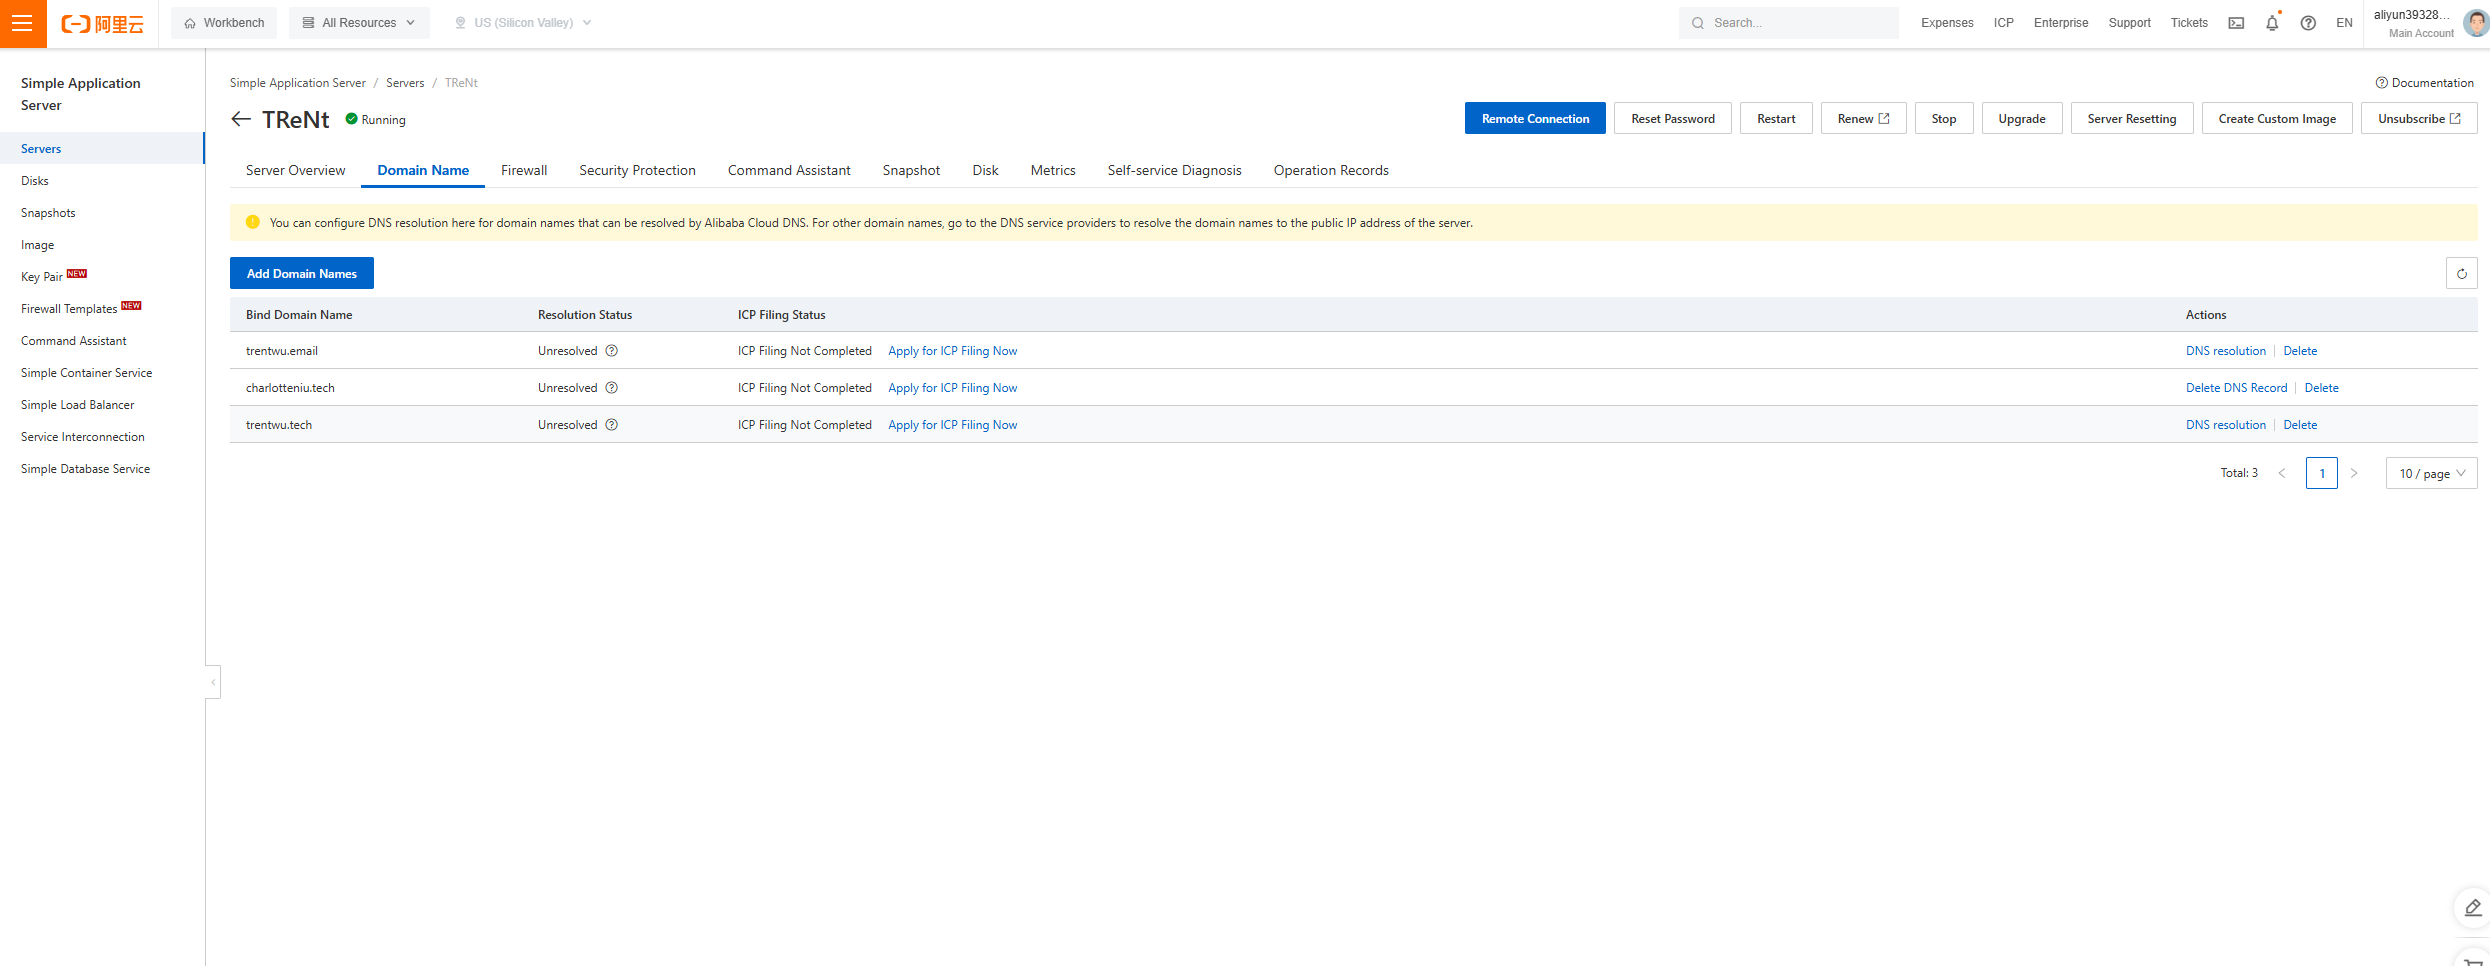 阿里云
Workbench
All Resources
US (Silicon Valley)
Search...
Expenses
ICP
Enterprise
Support
Tickets
EN
aliyun39328...
Main Account
Simple Application
Server
Servers
Disks
Snapshots
Image
Key Pair NEW
Firewall Templates NEW
Command Assistant
Simple Container Service
Simple Load Balancer
Service Interconnection
Simple Database Service
Simple Application Server / Servers / TReNt
Documentation
TReNt Running
Remote Connection
Reset Password
Restart
Renew
Stop
Upgrade
Server Resetting
Create Custom Image
Unsubscribe
Server Overview
Domain Name
Firewall
Security Protection
Command Assistant
Snapshot
Disk
Metrics
Self-service Diagnosis
Operation Records
You can configure DNS resolution here for domain names that can be resolved by Alibaba Cloud DNS. For other domain names, go to the DNS service providers to resolve the domain names to the public IP address of the server.
Add Domain Names
Bind Domain Name Resolution Status ICP Filing Status Actions
trentwu.email Unresolved ICP Filing Not Completed Apply for ICP Filing Now DNS resolution | Delete
charlotteniu.tech Unresolved ICP Filing Not Completed Apply for ICP Filing Now Delete DNS Record | Delete
trentwu.tech Unresolved ICP Filing Not Completed Apply for ICP Filing Now DNS resolution | Delete
Total: 3 < 1 > 10 / page